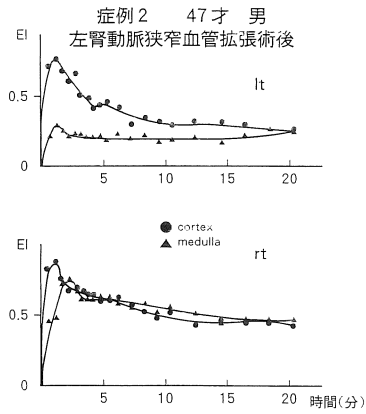 症例２　４７才　男
左腎動脈狭窄血管拡張術後
EI
lt
0.5
0
5
10
15
20
● cortex
▲ medulla
EI
rt
0.5
0
5
10
15
20
時間(分)